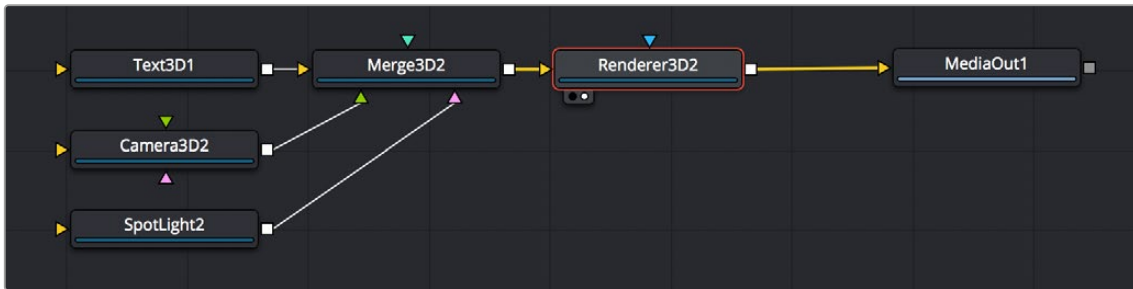 Text3D1
Merge3D2
Renderer3D2
MediaOut1
Camera3D2
SpotLight2